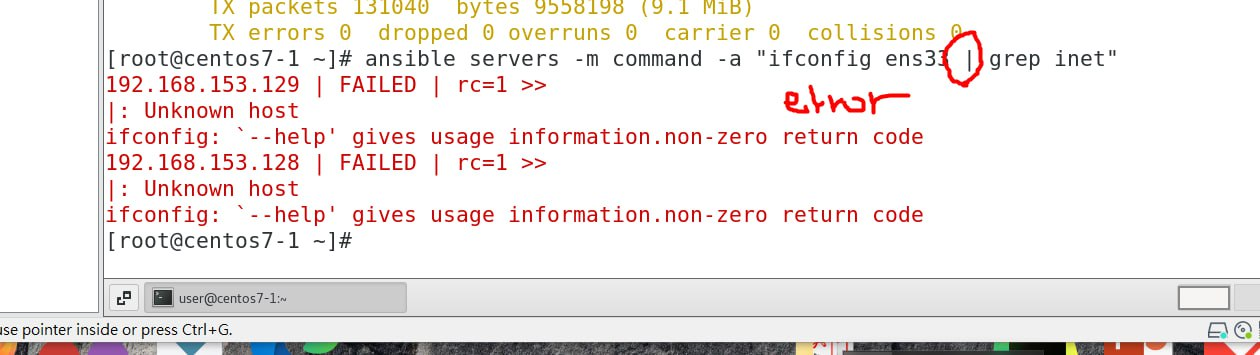 TX packets 131040  bytes 9558198 (9.1 MiB)
TX errors 0  dropped 0 overruns 0  carrier 0  collisions 0
[root@centos7-1 ~]# ansible servers -m command -a "ifconfig ens33 | grep inet"
192.168.153.129 | FAILED | rc=1 >>
error
|: Unknown host
ifconfig: `--help' gives usage information.non-zero return code
192.168.153.128 | FAILED | rc=1 >>
|: Unknown host
ifconfig: `--help' gives usage information.non-zero return code
[root@centos7-1 ~]#
user@centos7-1:~
use pointer inside or press Ctrl+G.